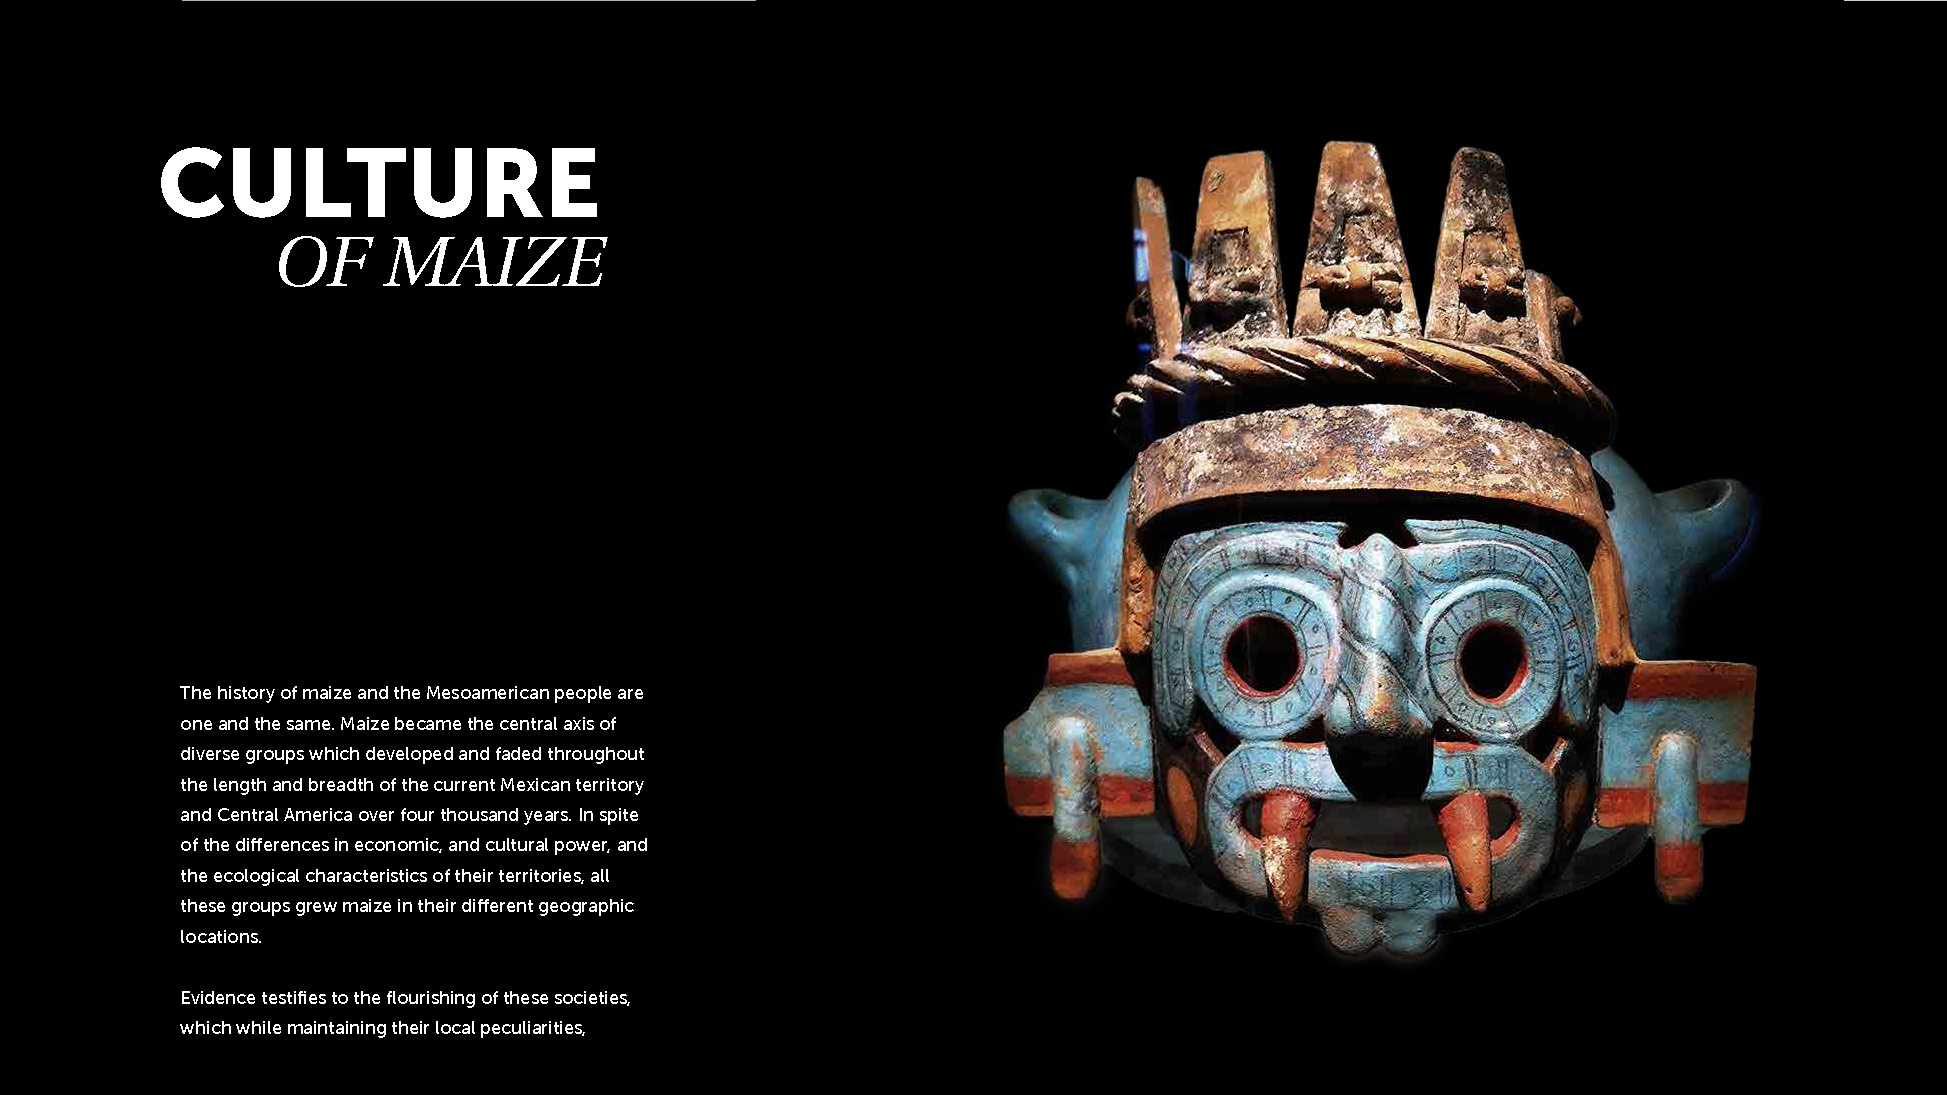 CULTURE
OF MAIZE
The history of maize and the Mesoamerican people are
one and the same. Maize became the central axis of
diverse groups which developed and faded throughout
the length and breadth of the current Mexican territory
and Central America over four thousand years. In spite
of the differences in economic, and cultural power, and
the ecological characteristics of their territories, all
these groups grew maize in their different geographic
locations.
Evidence testifies to the flourishing of these societies,
which while maintaining their local peculiarities,